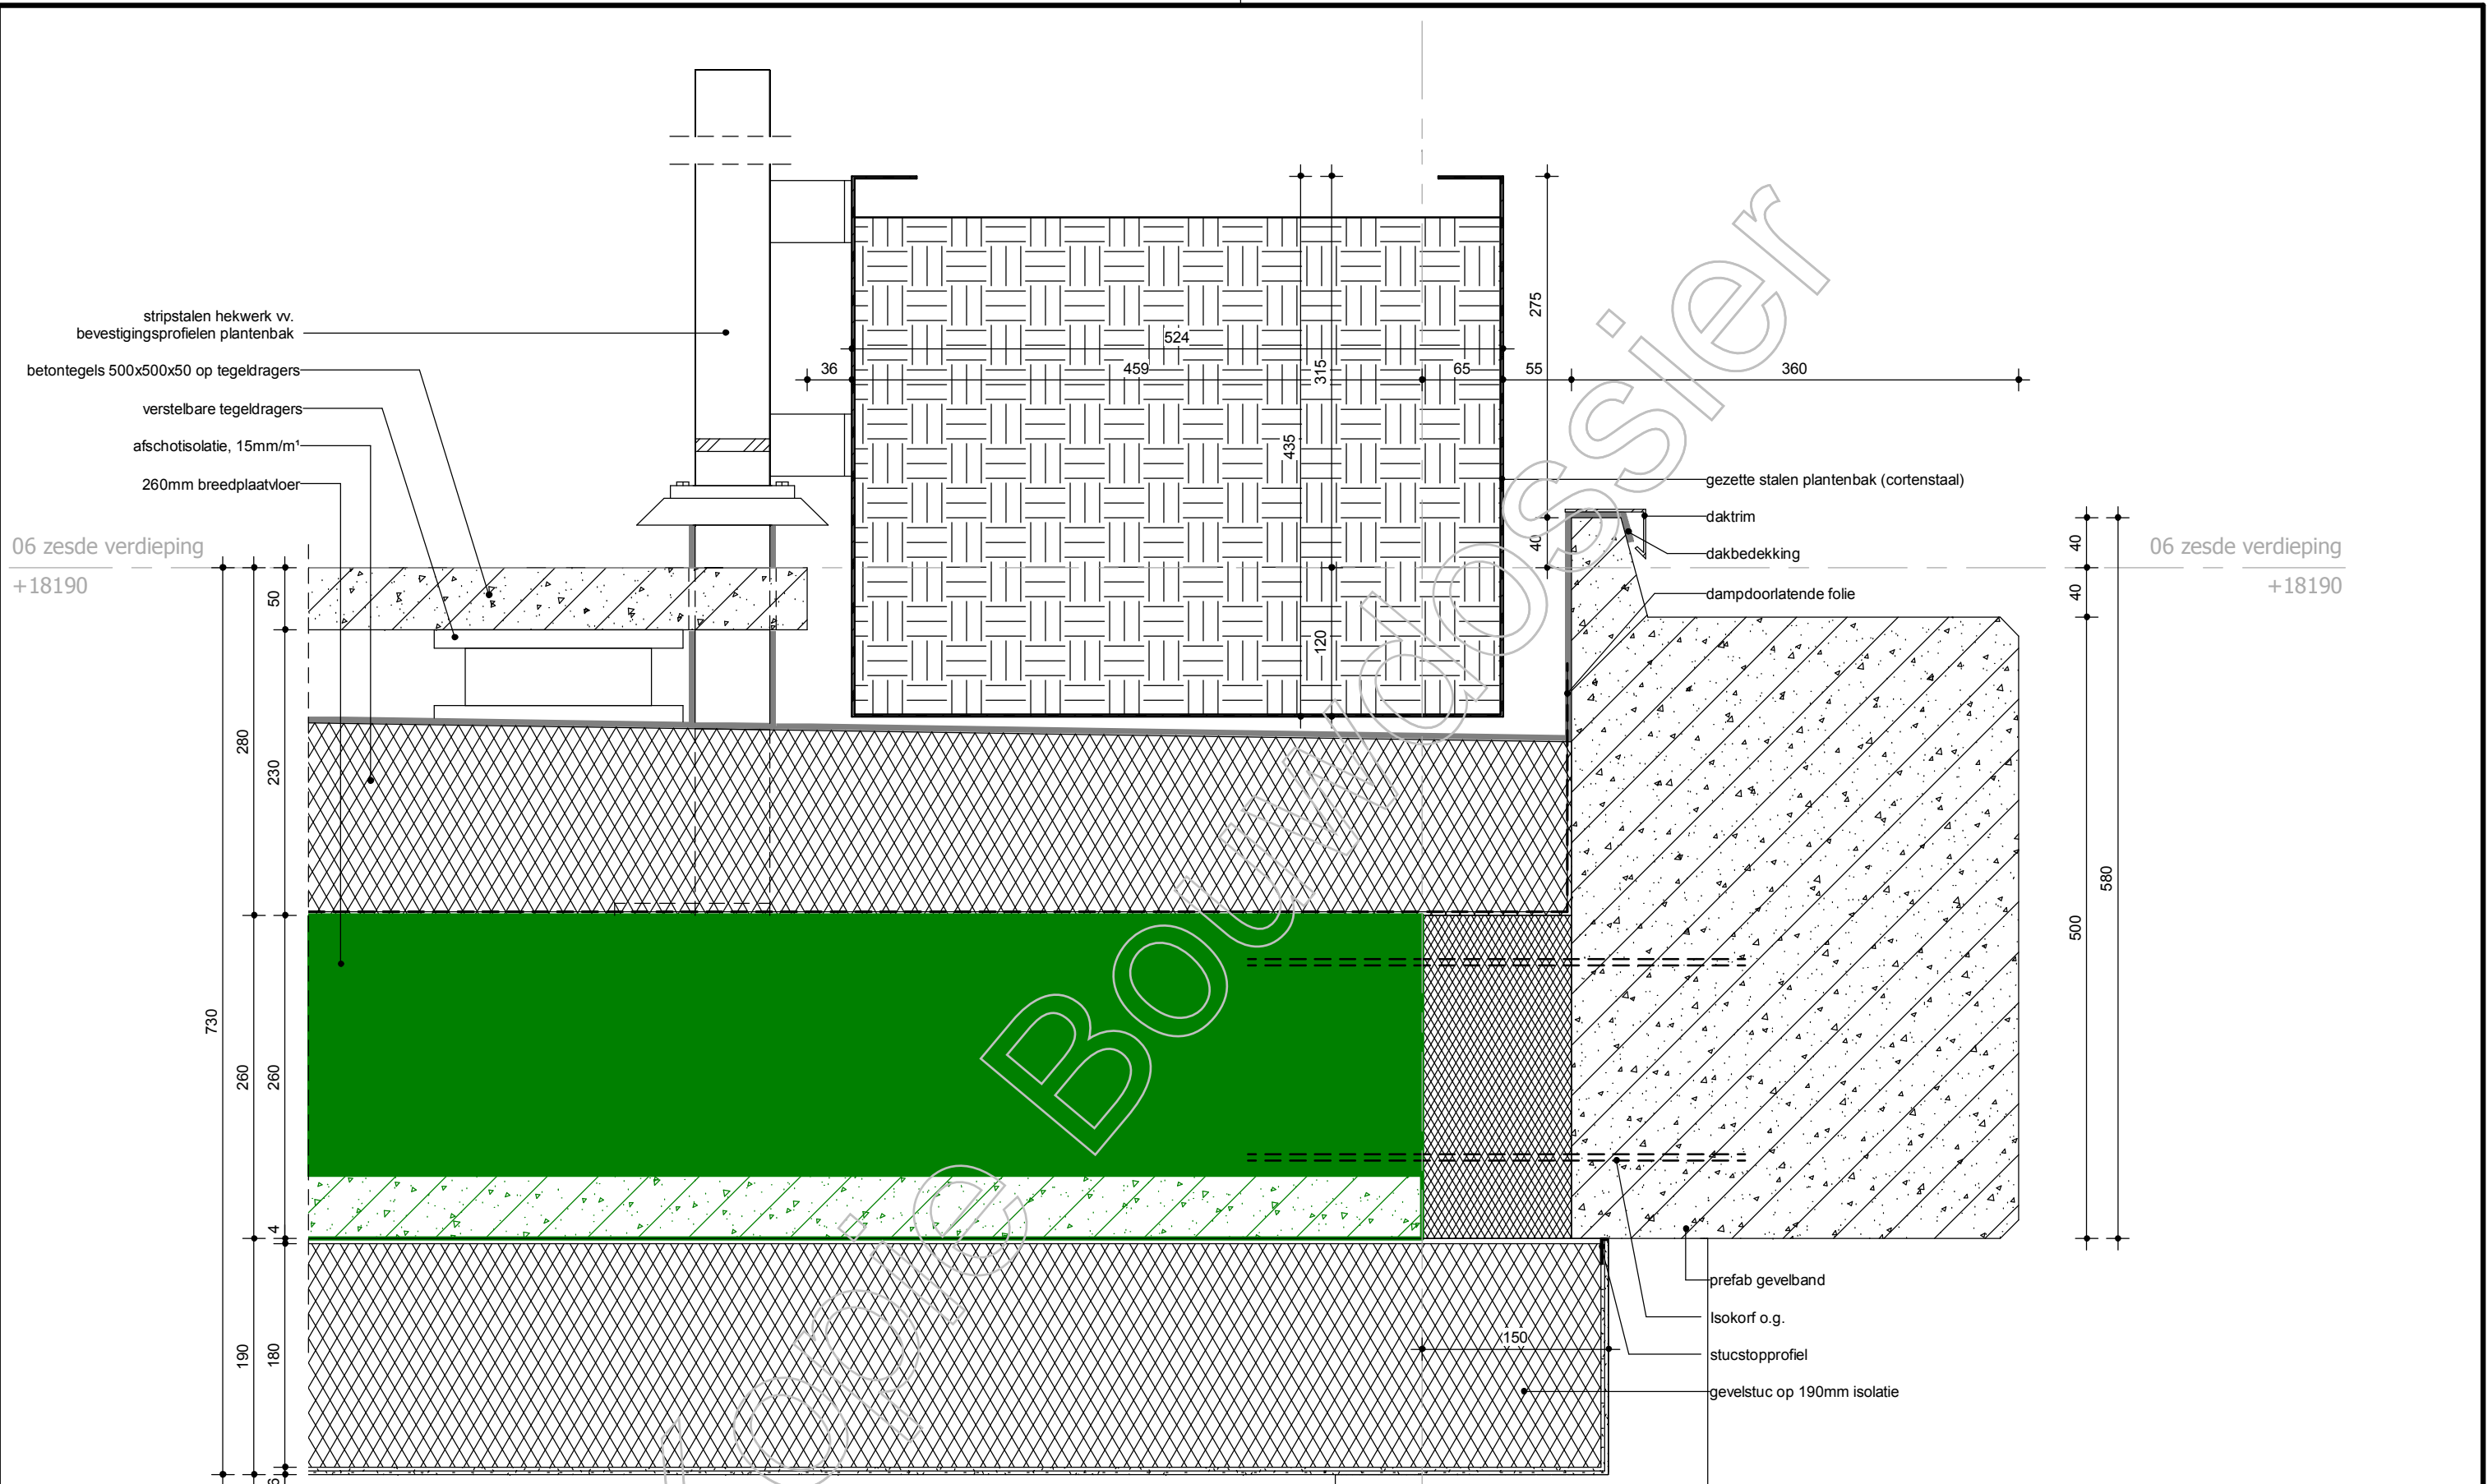 stripstalen hekwerk vv.
bevestigingsprofielen plantenbak
betontegels 500x500x50 op tegeldragers
verstelbare tegeldragers
afschotisolatie, 15mm/m¹
260mm breedplaatvloer
06 zesde verdieping
+18190
50
280
230
730
260
260
4
190
180
6
36
524
459
315
435
120
65
55
360
275
40
gezette stalen plantenbak (cortenstaal)
daktrim
dakbedekking
dampdoorlatende folie
40
40
580
500
06 zesde verdieping
+18190
prefab gevelband
Isokorf o.g.
stucstopprofiel
gevelstuc op 190mm isolatie
150
opie Bouwdossier